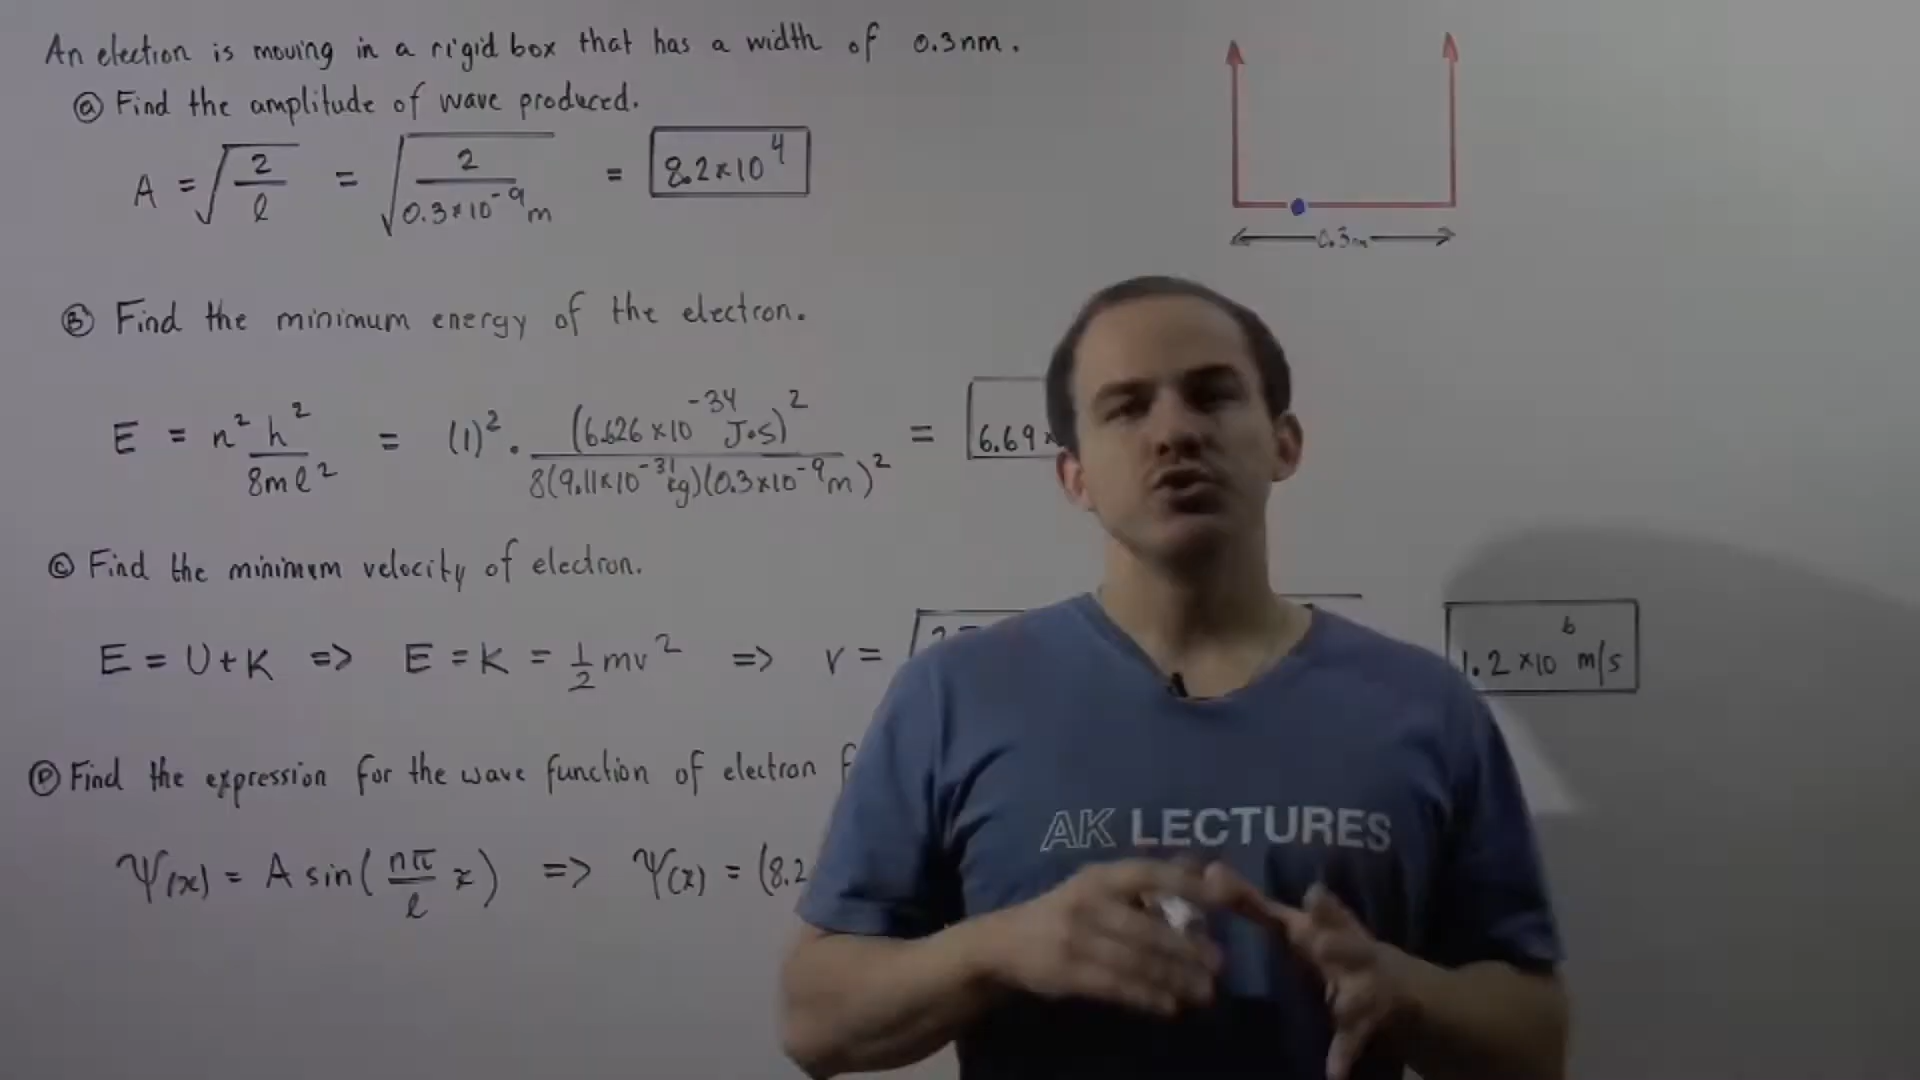 An electron is moving in a rigid box that has a width of 0.3nm.
ⓐ Find the amplitude of wave produced.
A = √(2/ℓ) = √(2/(0.3×10⁻⁹m)) = 8.2×10⁴
0.3nm
Ⓑ Find the minimum energy of the electron.
E = n² h²/(8mℓ²) = (1)² · (6.626×10⁻³⁴ J·s)²/(8(9.11×10⁻³¹kg)(0.3×10⁻⁹m)²) = 6.69×
Ⓒ Find the minimum velocity of electron.
E = U+K => E = K = 1/2 mv² => v = √ 1.2×10⁶ m/s
Ⓓ Find the expression for the wave function of electron f
Ψ(x) = A sin(nπ/ℓ x) => Ψ(x) = (8.2
AK LECTURES